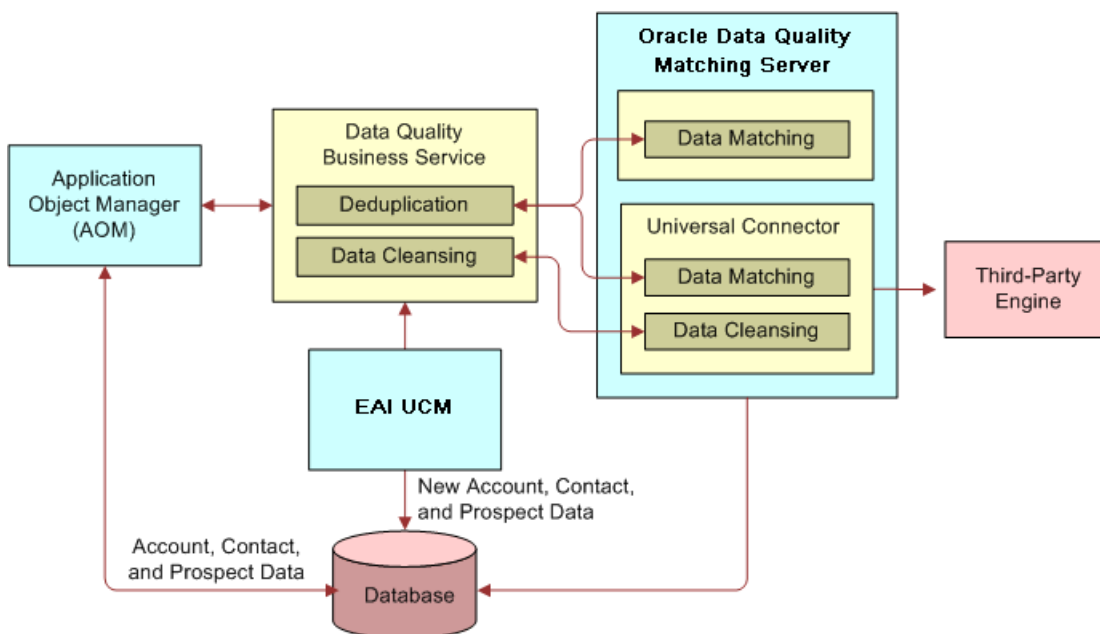 Oracle Data Quality
Matching Server
Data Matching
Data Quality
Business Service
Deduplication
Data Cleansing
Application
Object Manager
(AOM)
Universal Connector
Data Matching
Data Cleansing
Third-Party
Engine
EAI UCM
New Account, Contact,
and Prospect Data
Account, Contact,
and Prospect Data
Database